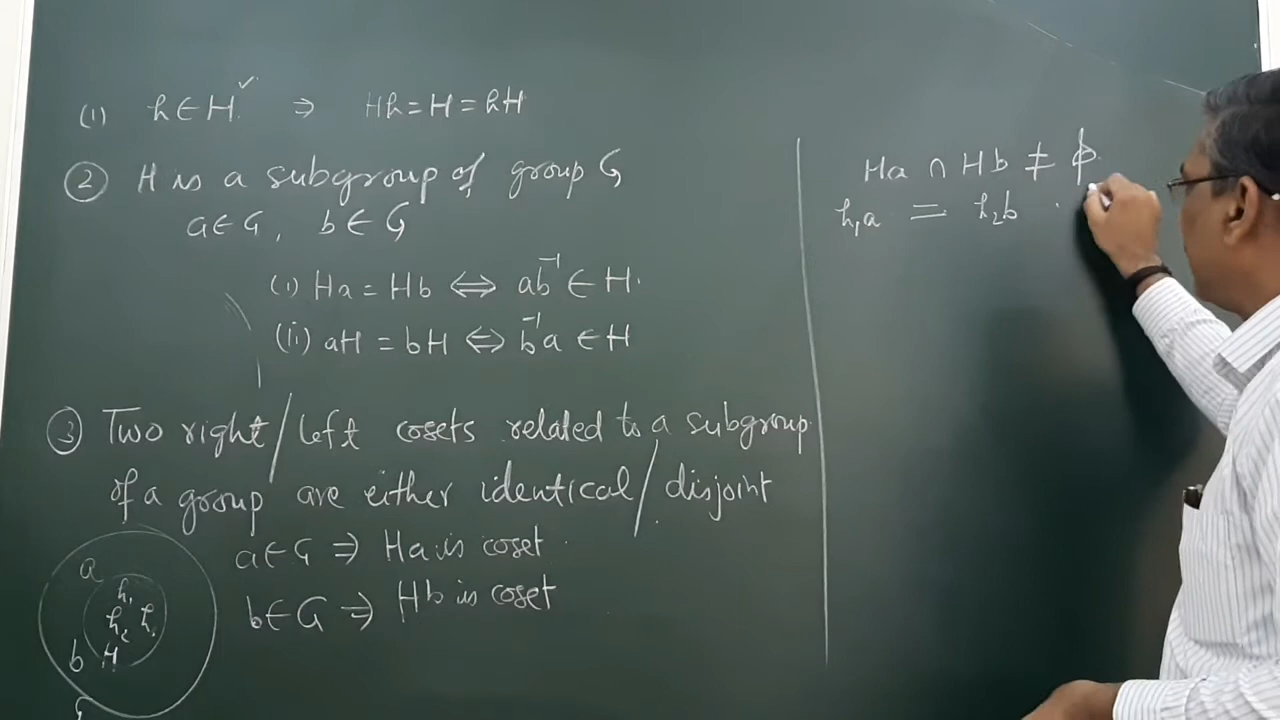 (1) h ∈ H ✓ ⇒ Hh = H = hH
② H is a subgroup of group G
a ∈ G, b ∈ G
(i) Ha = Hb ⇔ ab⁻¹ ∈ H.
(ii) aH = bH ⇔ b⁻¹a ∈ H
③ Two right/left cosets related to a subgroup
of a group are either identical/disjoint
a ∈ G ⇒ Ha is coset.
b ∈ G ⇒ Hb is coset
a
h₁
h₂ h.
b H
G
Ha ∩ Hb ≠ ϕ.
h₁a = h₂b .